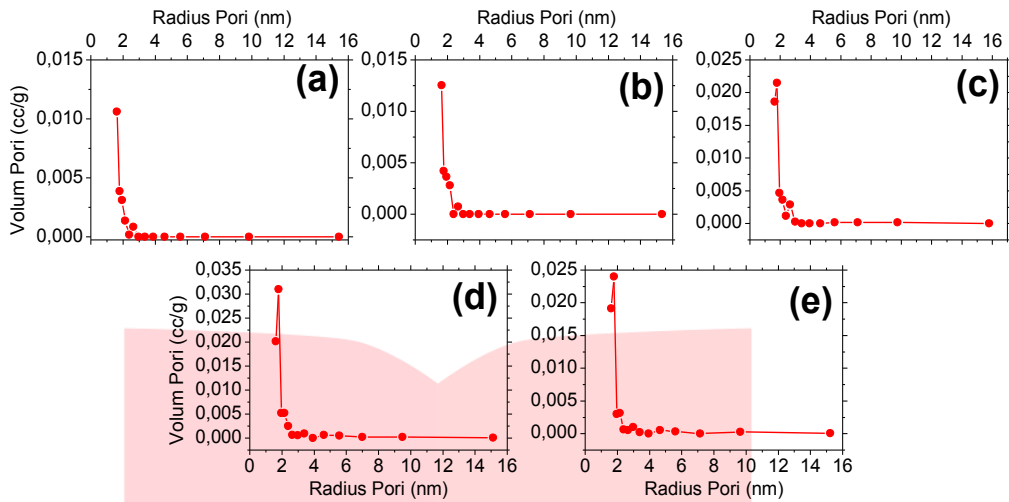 Radius Pori (nm) Radius Pori (nm) Radius Pori (nm)
0 2 4 6 8 10 12 14 16 0 2 4 6 8 10 12 14 16 0 2 4 6 8 10 12 14 16
0,015 0,015 0,025
(a) (b) (c)
0,020
0,010 0,010 0,015
0,010
0,005 0,005 0,005
0,000 0,000 0,000
Volum Pori (cc/g)
0,035 0,025
(d) (e)
0,030
0,025 0,020
0,020 0,015
0,015 0,010
0,010
0,005 0,005
0,000 0,000
Volum Pori (cc/g)
0 2 4 6 8 10 12 14 16 0 2 4 6 8 10 12 14 16
Radius Pori (nm) Radius Pori (nm)